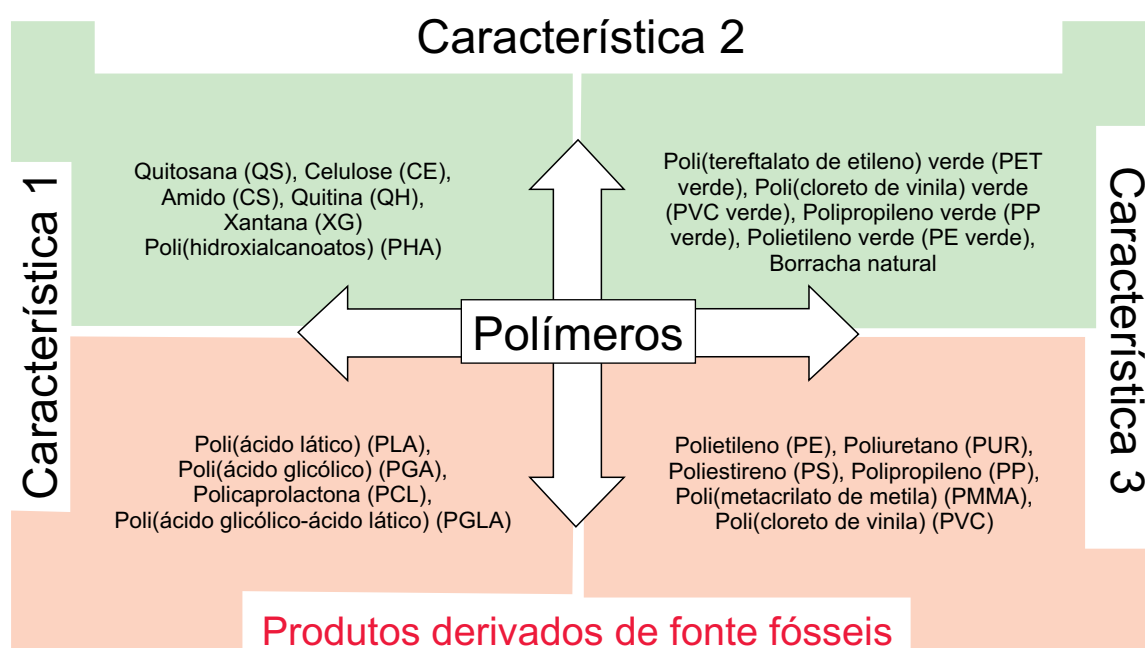 Característica 2
Característica 1
Quitosana (QS), Celulose (CE),
Amido (CS), Quitina (QH),
Xantana (XG)
Poli(hidroxialcanoatos) (PHA)
Poli(tereftalato de etileno) verde (PET
verde), Poli(cloreto de vinila) verde
(PVC verde), Polipropileno verde (PP
verde), Polietileno verde (PE verde),
Borracha natural
Característica 3
Polímeros
Poli(ácido lático) (PLA),
Poli(ácido glicólico) (PGA),
Policaprolactona (PCL),
Poli(ácido glicólico-ácido lático) (PGLA)
Polietileno (PE), Poliuretano (PUR),
Poliestireno (PS), Polipropileno (PP),
Poli(metacrilato de metila) (PMMA),
Poli(cloreto de vinila) (PVC)
Produtos derivados de fonte fósseis